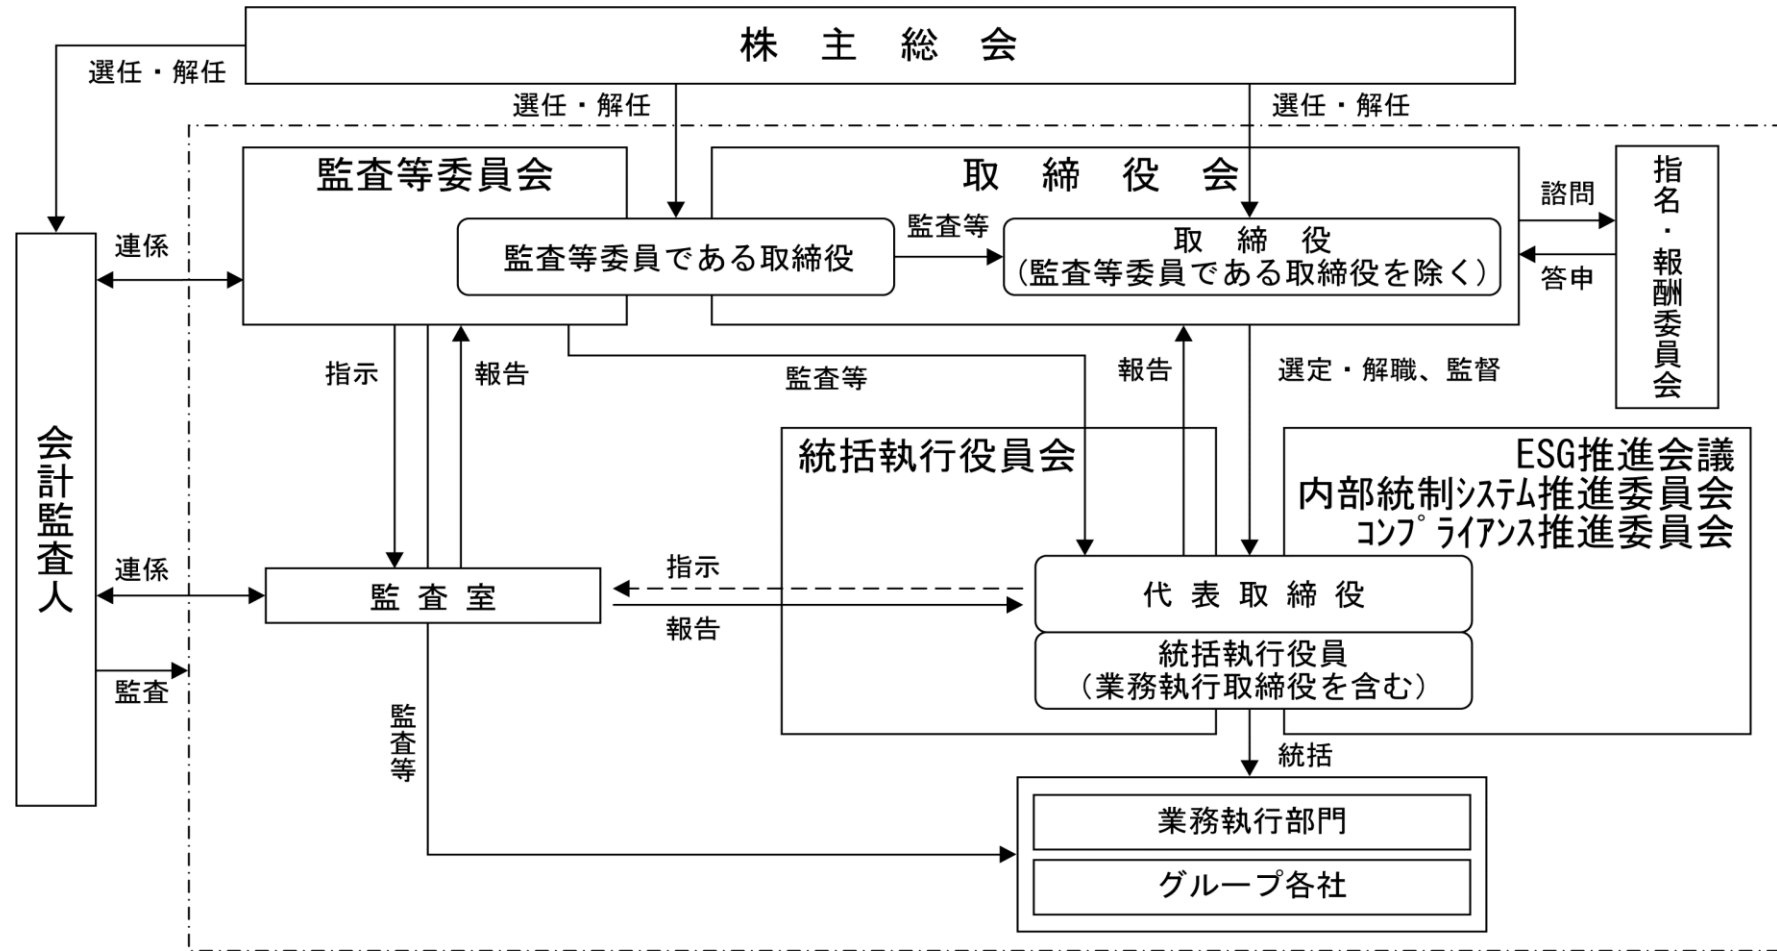 株主総会
選任・解任
選任・解任
選任・解任
監査等委員会
取締役会
指名・報酬委員会
諮問
答申
監査等委員である取締役
監査等
取締役
(監査等委員である取締役を除く)
連係
指示
報告
監査等
報告
選定・解職、監督
会計監査人
統括執行役員会
ESG推進会議
内部統制システム推進委員会
コンプライアンス推進委員会
連係
監査室
指示
報告
代表取締役
統括執行役員
(業務執行取締役を含む)
監査
監査等
統括
業務執行部門
グループ各社